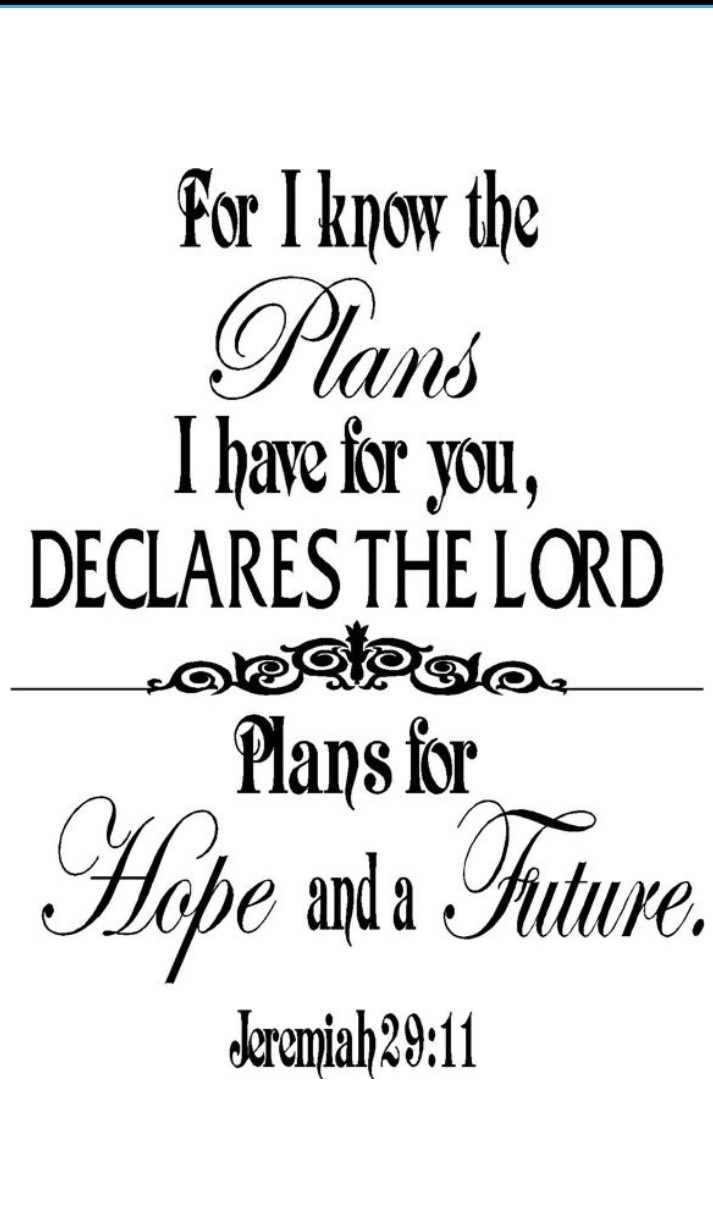 For I know the
Plans
I have for you,
DECLARES THE LORD
Plans for
Hope and a Future.
Jeremiah 29:11